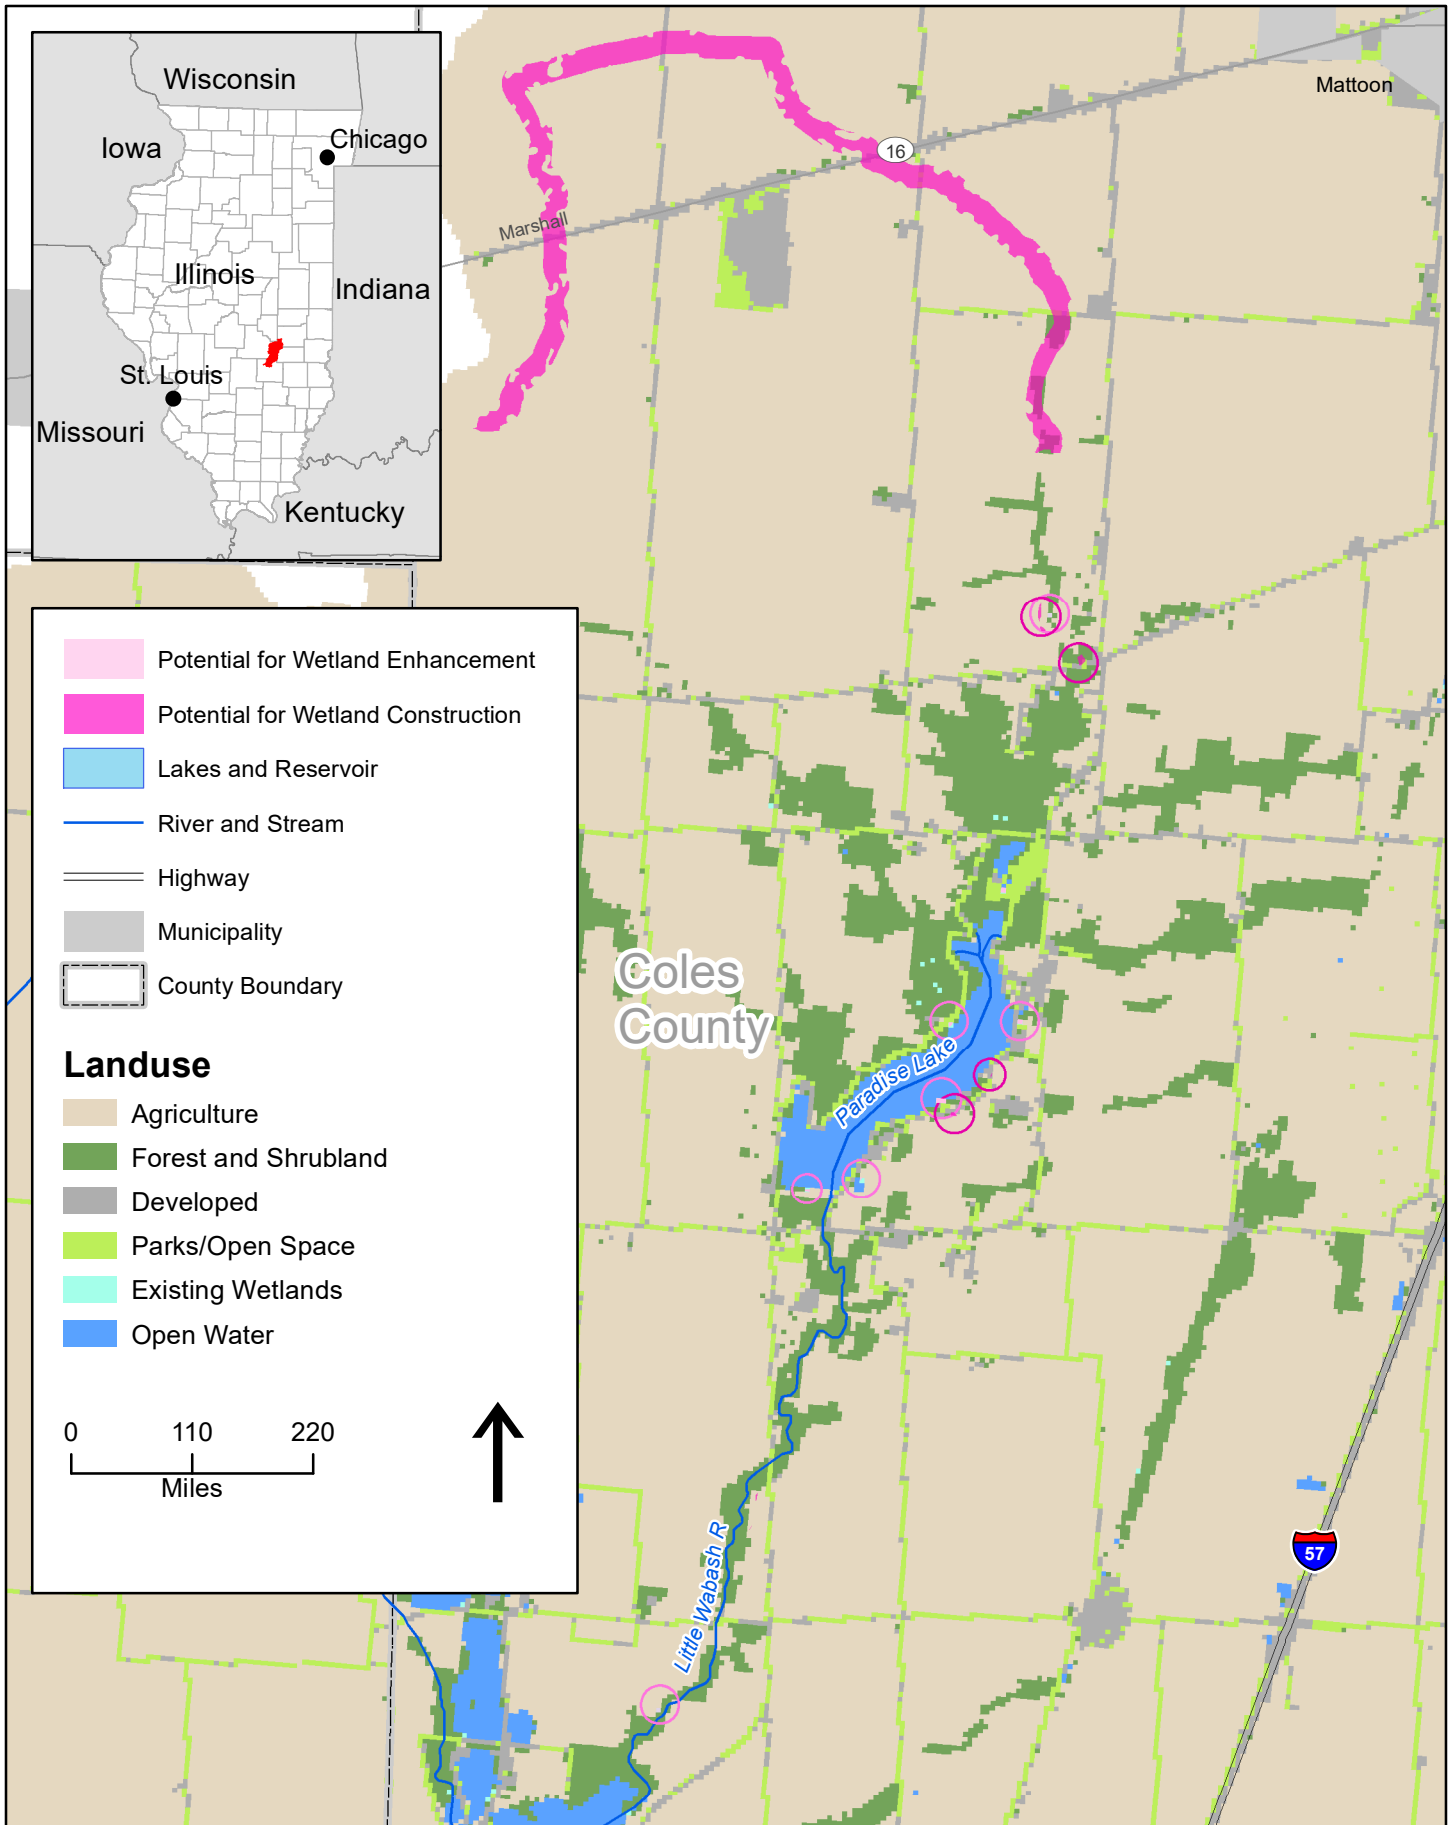 Wisconsin
Iowa
Chicago
Illinois
Indiana
St. Louis
Missouri
Kentucky
Mattoon
16
Marshall
Potential for Wetland Enhancement
Potential for Wetland Construction
Lakes and Reservoir
River and Stream
Highway
Municipality
County Boundary
Landuse
Agriculture
Forest and Shrubland
Developed
Parks/Open Space
Existing Wetlands
Open Water
0 110 220
Miles
Coles
County
Paradise Lake
Little Wabash R
57